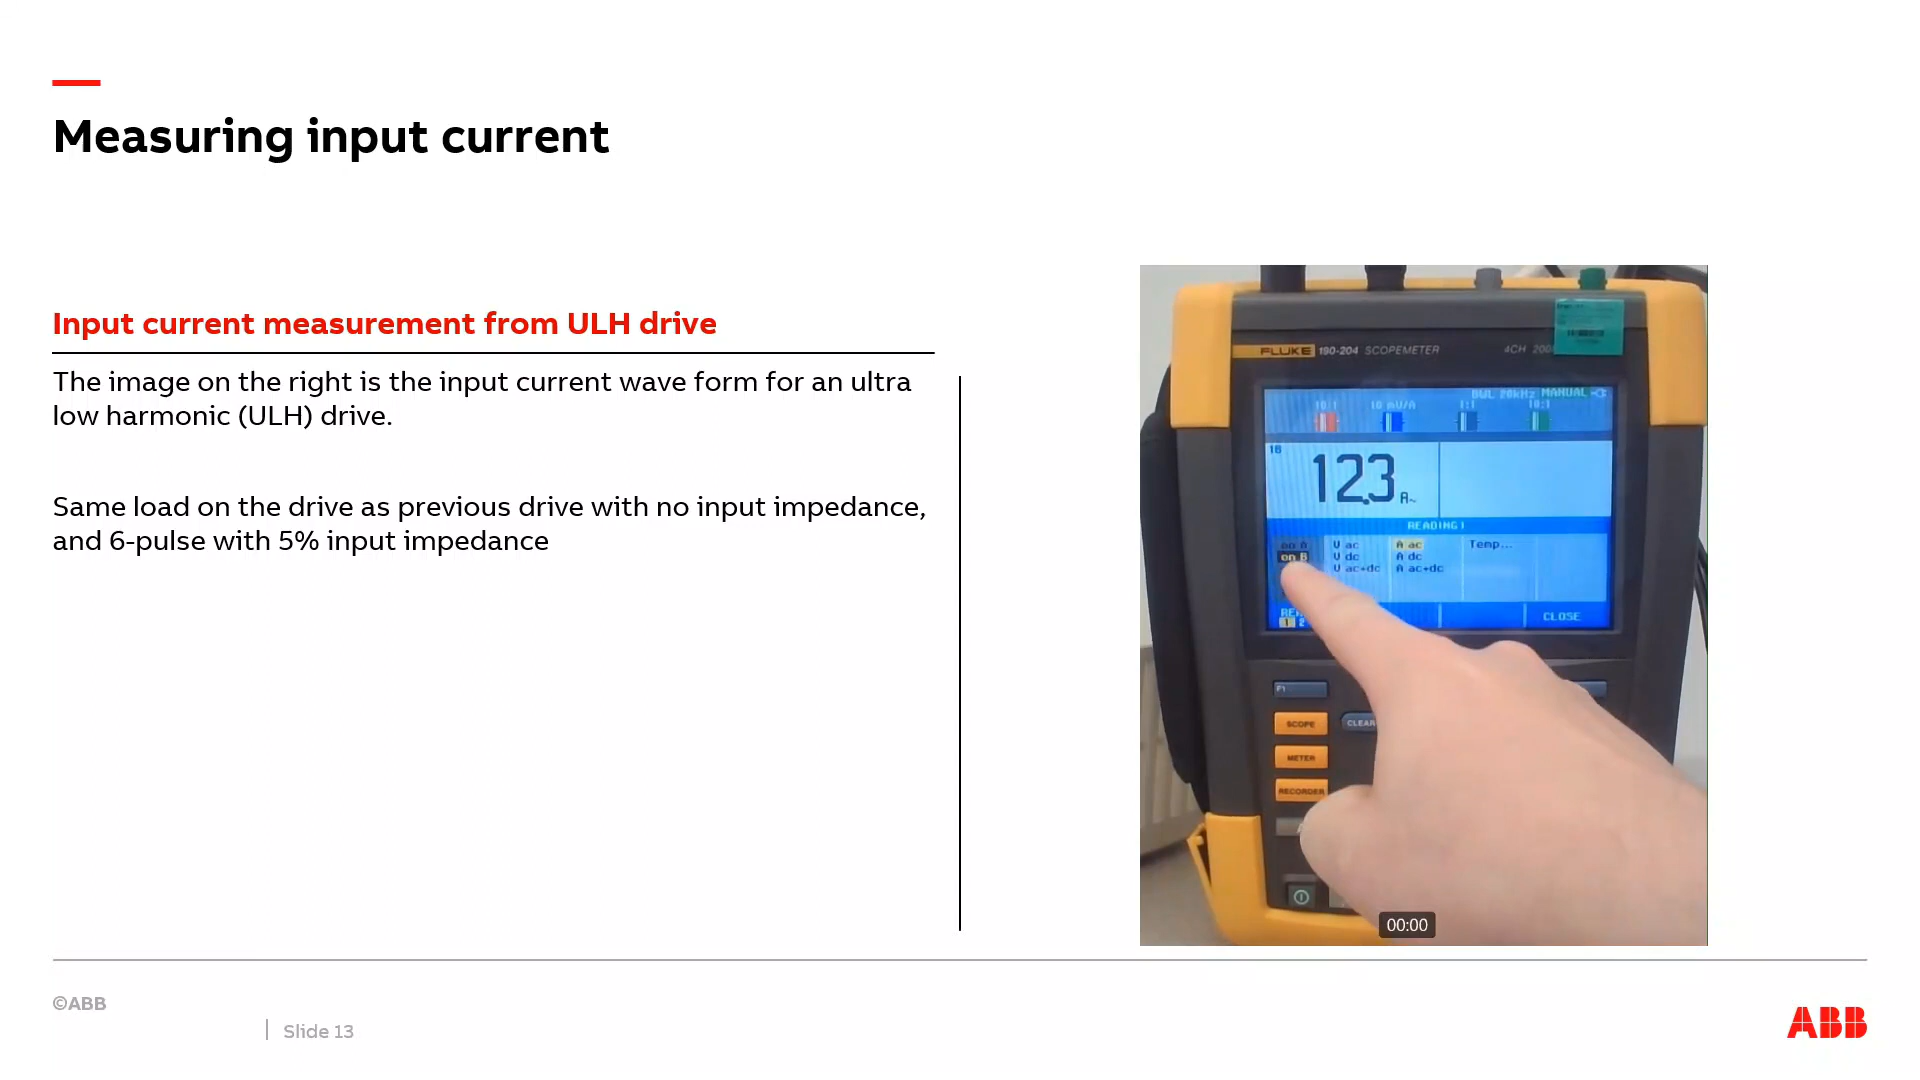 Measuring input current
Input current measurement from ULH drive
The image on the right is the input current wave form for an ultra
low harmonic (ULH) drive.
Same load on the drive as previous drive with no input impedance,
and 6-pulse with 5% input impedance
FLUKE 190-204 SCOPEMETER 4CH
BWL 20kHz MANUAL
10:1 10 mV/A 1:1 10:1
12.3 A~
READING 1
on A V ac A ac Temp...
on B V dc A dc
V ac+dc A ac+dc
1 2 CLOSE
F1
SCOPE CLEAR
METER
RECORDER
00:00
©ABB
Slide 13
ABB